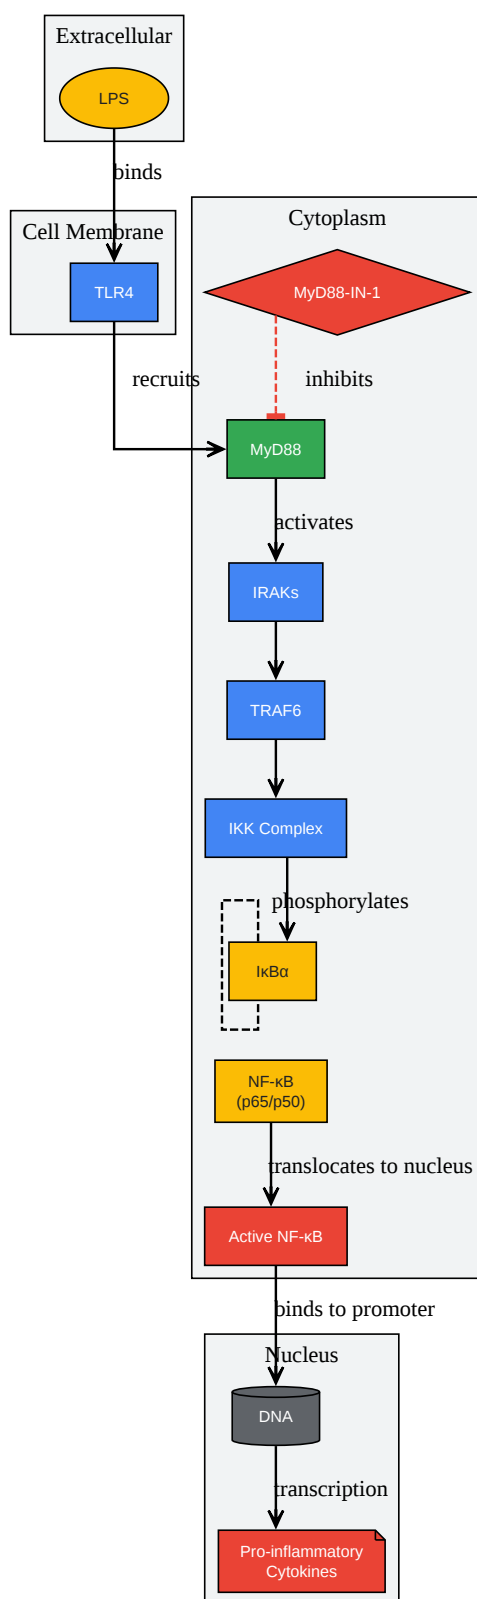 Extracellular
LPS
binds
Cell Membrane
TLR4
Cytoplasm
MyD88-IN-1
recruits
inhibits
MyD88
activates
IRAKs
TRAF6
IKK Complex
phosphorylates
IκBα
NF-κB
(p65/p50)
translocates to nucleus
Active NF-κB
binds to promoter
Nucleus
DNA
transcription
Pro-inflammatory
Cytokines